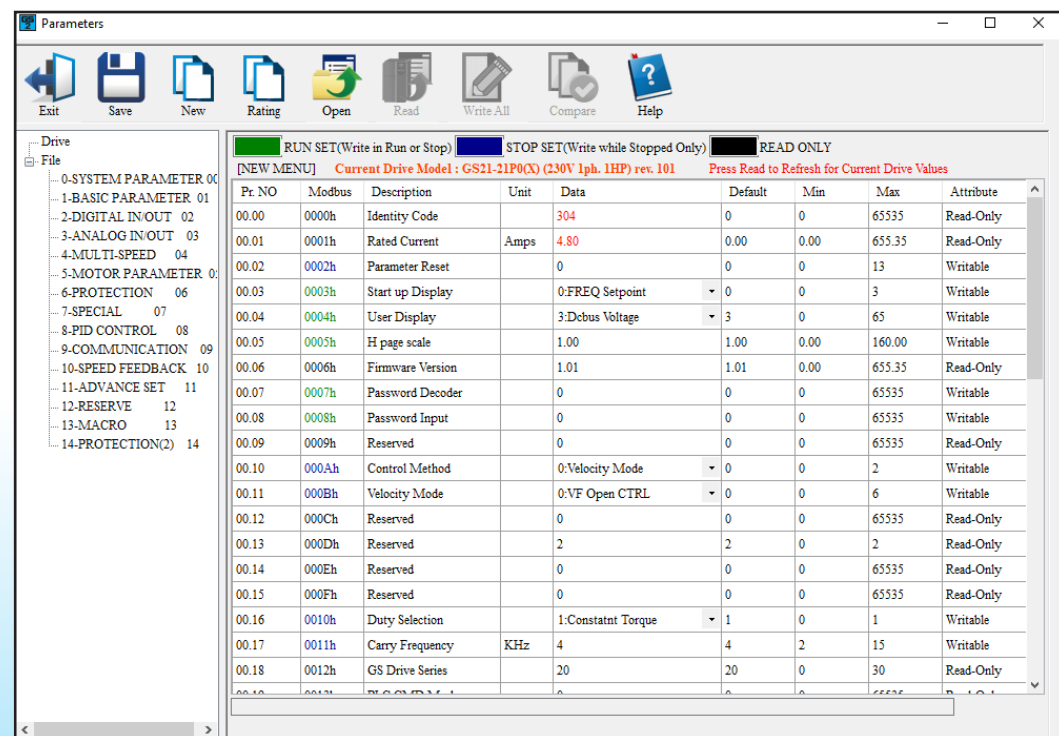 Parameters
Exit Save New Rating Open Read Write All Compare Help
Drive
File
0-SYSTEM PARAMETER 00
1-BASIC PARAMETER 01
2-DIGITAL IN/OUT 02
3-ANALOG IN/OUT 03
4-MULTI-SPEED 04
5-MOTOR PARAMETER
6-PROTECTION 06
7-SPECIAL 07
8-PID CONTROL 08
9-COMMUNICATION 09
10-SPEED FEEDBACK 10
11-ADVANCE SET 11
12-RESERVE 12
13-MACRO 13
14-PROTECTION(2) 14
RUN SET(Write in Run or Stop) STOP SET(Write while Stopped Only) READ ONLY
[NEW MENU] Current Drive Model : GS21-21P0(X) (230V 1ph. 1HP) rev. 101 Press Read to Refresh for Current Drive Values
Pr. NO Modbus Description Unit Data Default Min Max Attribute
00.00 0000h Identity Code 304 0 0 65535 Read-Only
00.01 0001h Rated Current Amps 4.80 0.00 0.00 655.35 Read-Only
00.02 0002h Parameter Reset 0 0 0 13 Writable
00.03 0003h Start up Display 0:FREQ Setpoint 0 0 3 Writable
00.04 0004h User Display 3:Dcbus Voltage 3 0 65 Writable
00.05 0005h H page scale 1.00 1.00 0.00 160.00 Writable
00.06 0006h Firmware Version 1.01 1.01 0.00 655.35 Read-Only
00.07 0007h Password Decoder 0 0 0 65535 Writable
00.08 0008h Password Input 0 0 0 65535 Writable
00.09 0009h Reserved 0 0 0 65535 Read-Only
00.10 000Ah Control Method 0:Velocity Mode 0 0 2 Writable
00.11 000Bh Velocity Mode 0:VF Open CTRL 0 0 6 Writable
00.12 000Ch Reserved 0 0 0 65535 Read-Only
00.13 000Dh Reserved 2 2 0 2 Read-Only
00.14 000Eh Reserved 0 0 0 65535 Read-Only
00.15 000Fh Reserved 0 0 0 65535 Read-Only
00.16 0010h Duty Selection 1:Constatnt Torque 1 0 1 Writable
00.17 0011h Carry Frequency KHz 4 4 2 15 Writable
00.18 0012h GS Drive Series 20 20 0 30 Read-Only